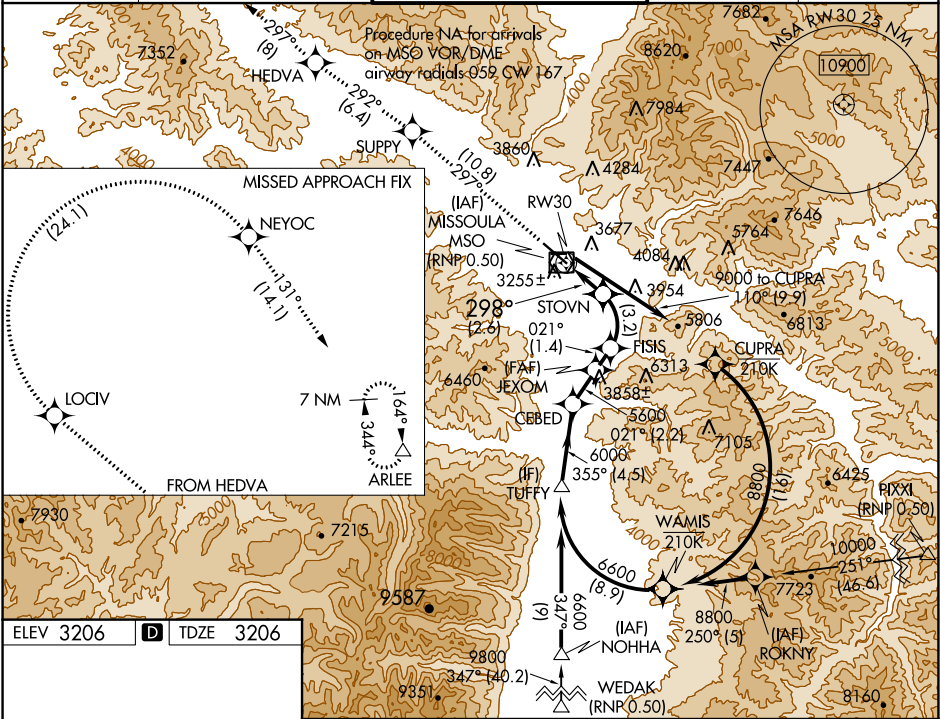 7682
MSA RW30 25 NM
10900
297°
(8)
7352
HEDVA
Procedure NA for arrivals
on MSO VOR/DME
airway radials 059 CW 167.
8620
7000
292°
(6.4)
7984
5000
SUPPY
4000
3860
4284
7447
(10.8)
297°
MISSED APPROACH FIX
(24.1)
NEYOC
131°
(14.1)
LOCIV
7 NM
164°
344°
ARLEE
FROM HEDVA
(IAF)
MISSOULA
MSO
(RNP 0.50)
RW30
3677
7646
5764
4084
3255±
3954
9000 to CUPRA
110° (9.9)
STOVN
298°
(2.6)
(3.2)
5806
6813
5000
021°
(1.4)
FISIS
CUPRA
210K
(FAF)
JEXOM
6460
6313
3858±
CEBED
5600
021° (2.2)
7105
6000
355° (4.5)
8800
(16)
6425
(IF)
TUFFY
PIXXI
(RNP 0.50)
4000
WAMIS
210K
10000
251°
(46.6)
7930
5000
7215
6600
(8.9)
7723
9587
6600
347°
(9)
8800
250° (5)
(IAF)
ROKNY
(IAF)
NOHHA
ELEV 3206
D
TDZE 3206
9800
347° (40.2)
9351
WEDAK
(RNP 0.50)
8160